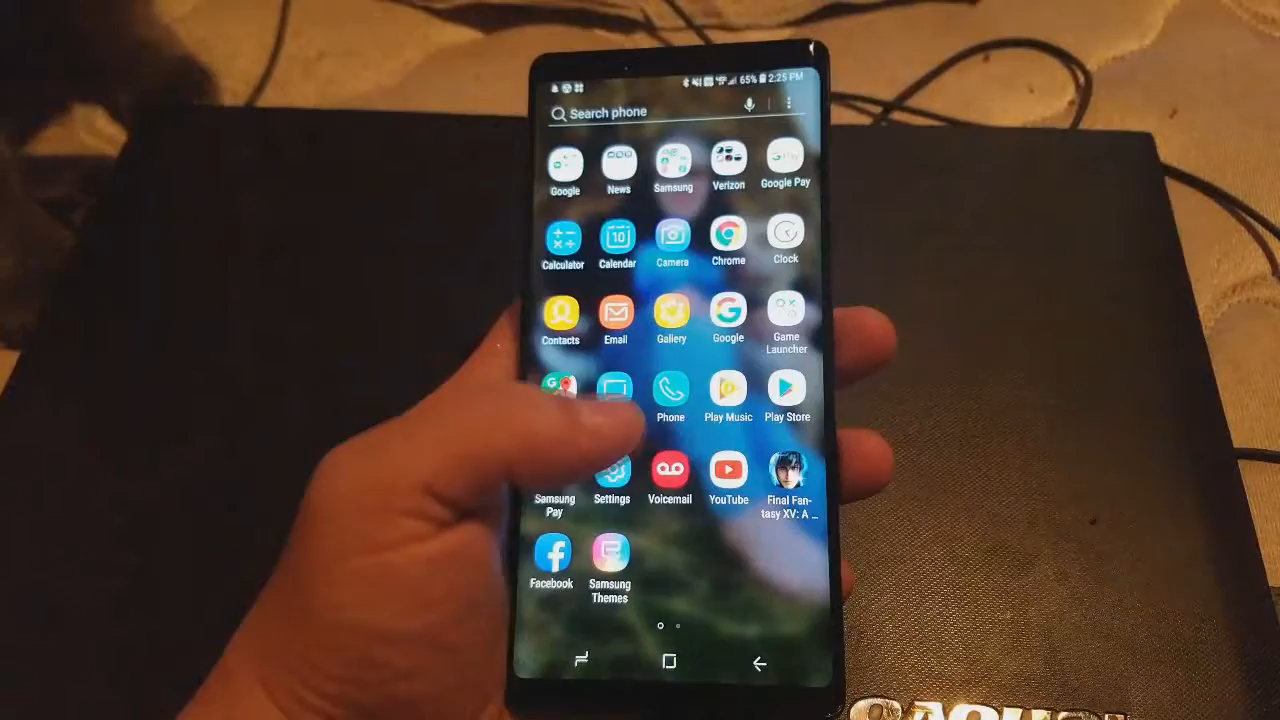 65% 2:25 PM
Search phone
Google News Samsung Verizon Google Pay
G Pay
10
Calculator Calendar Camera Chrome Clock
Contacts Email Gallery Google Game
Launcher
Phone Play Music Play Store
Samsung Settings Voicemail YouTube Final Fan-
Pay tasy XV: A ...
Facebook Samsung
Themes